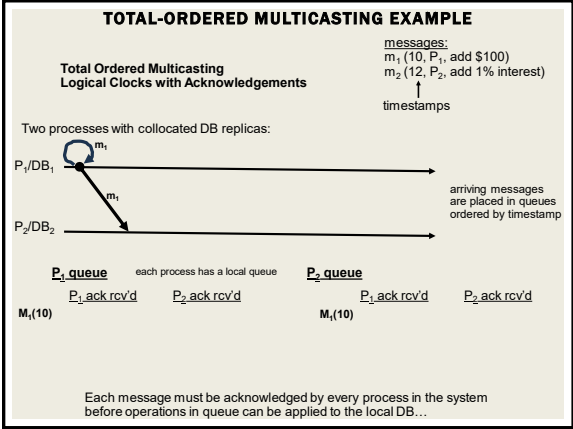 TOTAL-ORDERED MULTICASTING EXAMPLE
messages:
m1 (10, P1, add $100)
m2 (12, P2, add 1% interest)
timestamps
Total Ordered Multicasting
Logical Clocks with Acknowledgements
Two processes with collocated DB replicas:
m1
P1/DB1
m1
P2/DB2
arriving messages
are placed in queues
ordered by timestamp
P1 queue each process has a local queue P2 queue
P1 ack rcv'd P2 ack rcv'd P1 ack rcv'd P2 ack rcv'd
M1(10) M1(10)
Each message must be acknowledged by every process in the system
before operations in queue can be applied to the local DB…